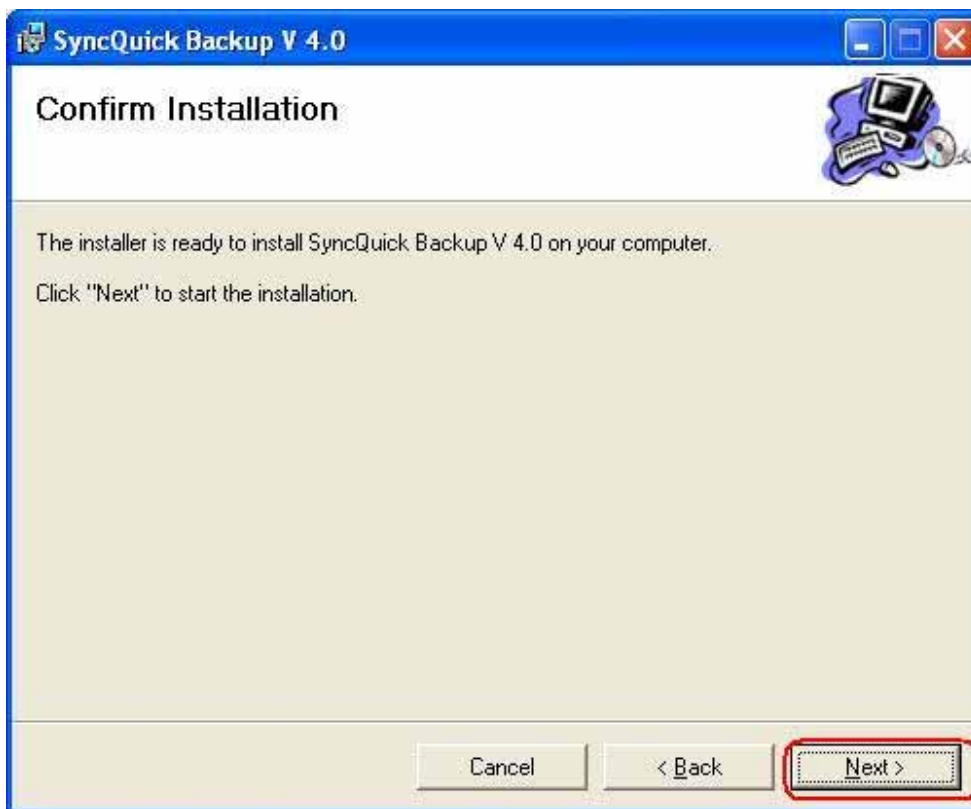 SyncQuick Backup V 4.0
Confirm Installation
The installer is ready to install SyncQuick Backup V 4.0 on your computer.
Click "Next" to start the installation.
Cancel
< Back
Next >